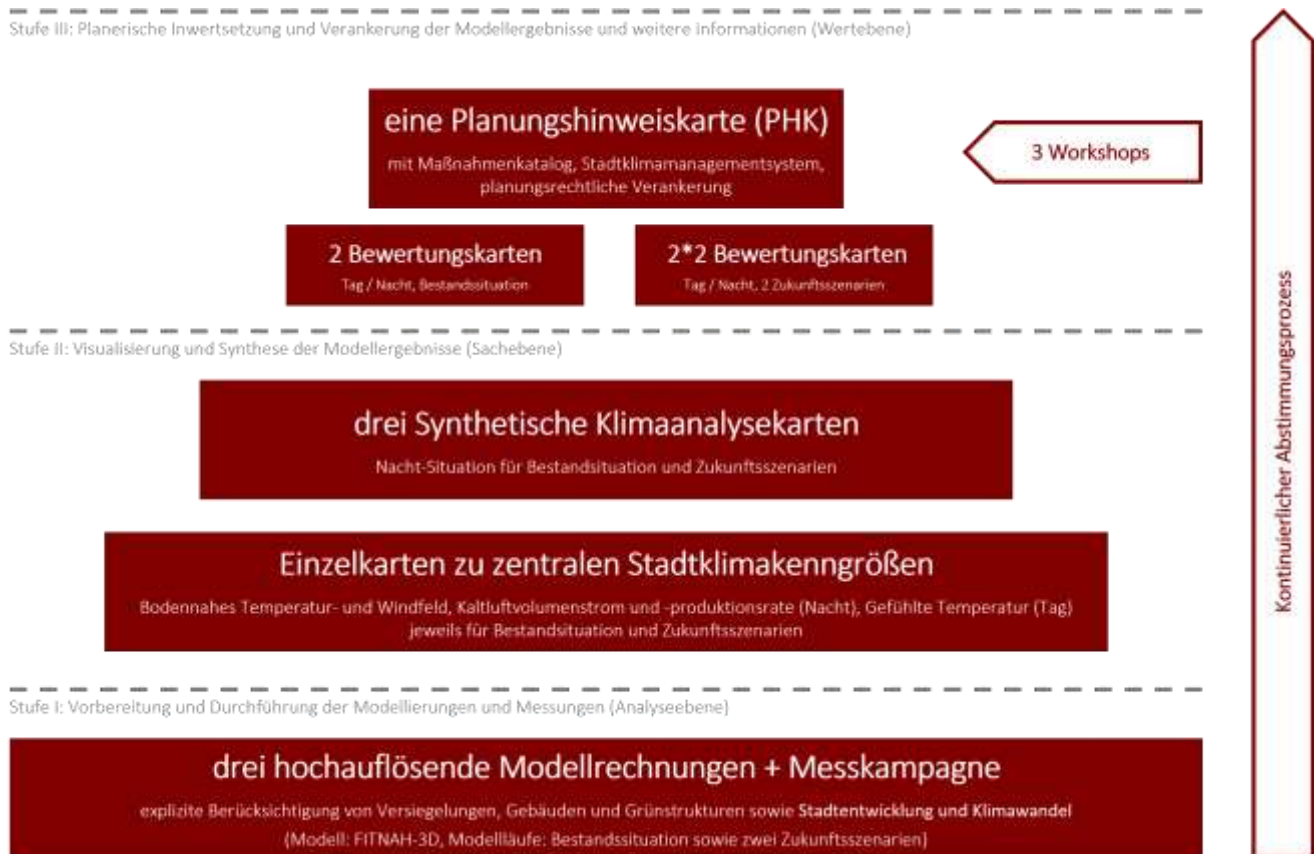 Stufe III: Planerische Inwertsetzung und Verankerung der Modellergebnisse und weitere Informationen (Wertebene)
eine Planungshinweiskarte (PHK)
mit Maßnahmenkatalog, Stadtklimamanagementsystem,
planungsrechtliche Verankerung
3 Workshops
2 Bewertungskarten
Tag / Nacht, Bestandssituation
2*2 Bewertungskarten
Tag / Nacht, 2 Zukunftsszenarien
Stufe II: Visualisierung und Synthese der Modellergebnisse (Sachebene)
drei Synthetische Klimaanalysekarten
Nacht-Situation für Bestandsituation und Zukunftsszenarien
Einzelkarten zu zentralen Stadtklimakenngrößen
Bodennahes Temperatur- und Windfeld, Kaltluftvolumenstrom und -produktionsrate (Nacht), Gefühlte Temperatur (Tag)
jeweils für Bestandsituation und Zukunftsszenarien
Stufe I: Vorbereitung und Durchführung der Modellierungen und Messungen (Analyseebene)
drei hochauflösende Modellrechnungen + Messkampagne
explizite Berücksichtigung von Versiegelungen, Gebäuden und Grünstrukturen sowie Stadtentwicklung und Klimawandel
(Modell: FITNAH-3D, Modellläufe: Bestandssituation sowie zwei Zukunftsszenarien)
Kontinuierlicher Abstimmungsprozess